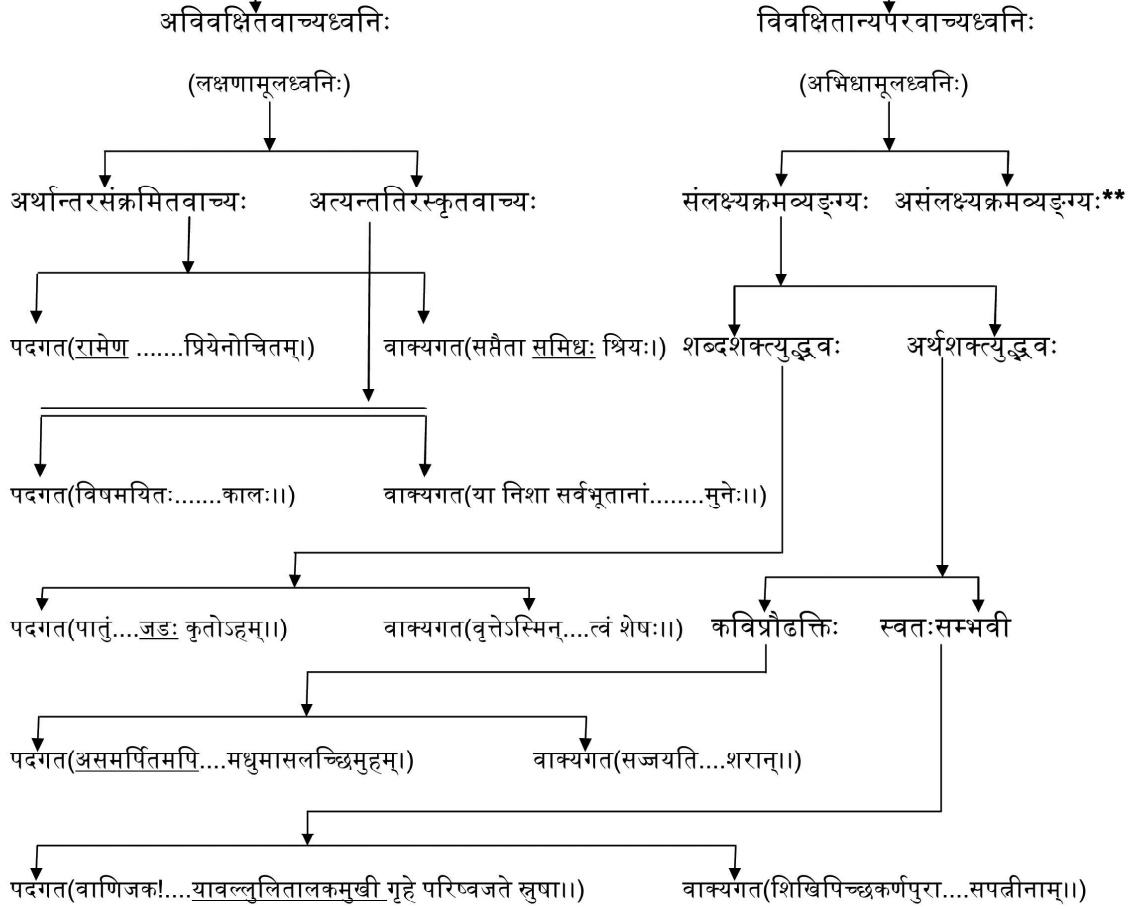 अविवक्षितवाच्यध्वनिः विवक्षितान्यपरवाच्यध्वनिः
(लक्षणामूलध्वनिः) (अभिधामूलध्वनिः)
अर्थान्तरसंक्रमितवाच्यः अत्यन्ततिरस्कृतवाच्यः संलक्ष्यक्रमव्यङ्ग्यः असंलक्ष्यक्रमव्यङ्ग्यः**
पदगत(रामेण .......प्रियेनोचितम्।) वाक्यगत(सप्तैता समिधः श्रियः।) शब्दशक्त्युद्भवः अर्थशक्त्युद्भवः
पदगत(विषमयितः.......कालः।।) वाक्यगत(या निशा सर्वभूतानां........मुनेः।।)
पदगत(पातुं....जडः कृतोऽहम्।।) वाक्यगत(वृत्तेऽस्मिन्....त्वं शेषः।।) कविप्रौढक्तिः स्वतःसम्भवी
पदगत(असमर्पितमपि....मधुमासलच्छिमुहम्।) वाक्यगत(सज्जयति....शरान्।।)
पदगत(वाणिजक!....यावल्लुलितालकमुखी गृहे परिष्वजते स्नुषा।।) वाक्यगत(शिखिपिच्छकर्णपुरा....सपत्नीनाम्।।)